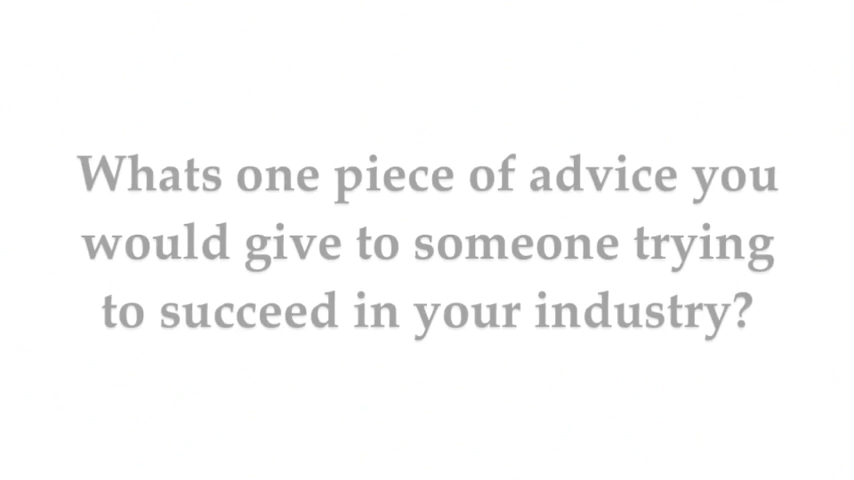 Whats one piece of advice you
would give to someone trying
to succeed in your industry?